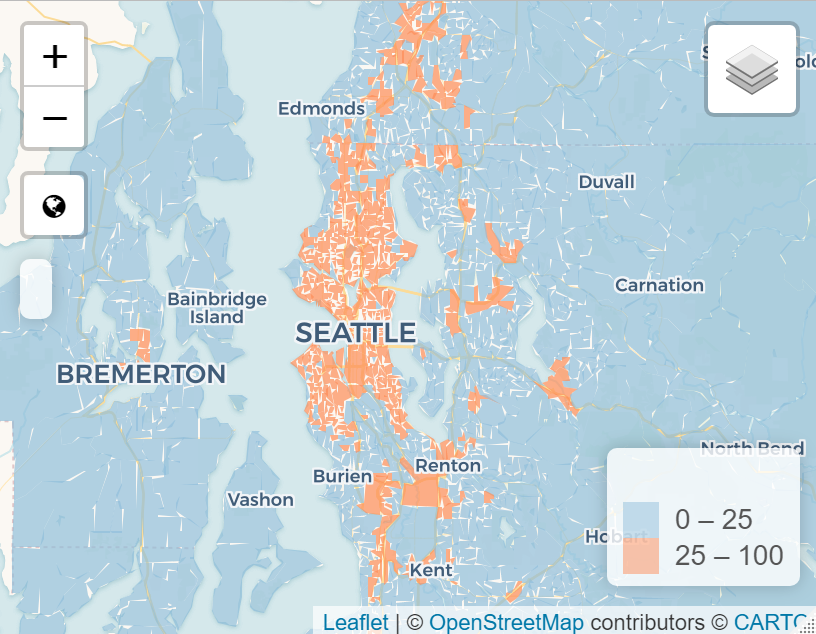 +
−
Edmonds
Duvall
Carnation
Bainbridge
Island
SEATTLE
BREMERTON
North Bend
Renton
Burien
Vashon
0 – 25
Hobart
25 – 100
Kent
Leaflet | © OpenStreetMap contributors © CARTO